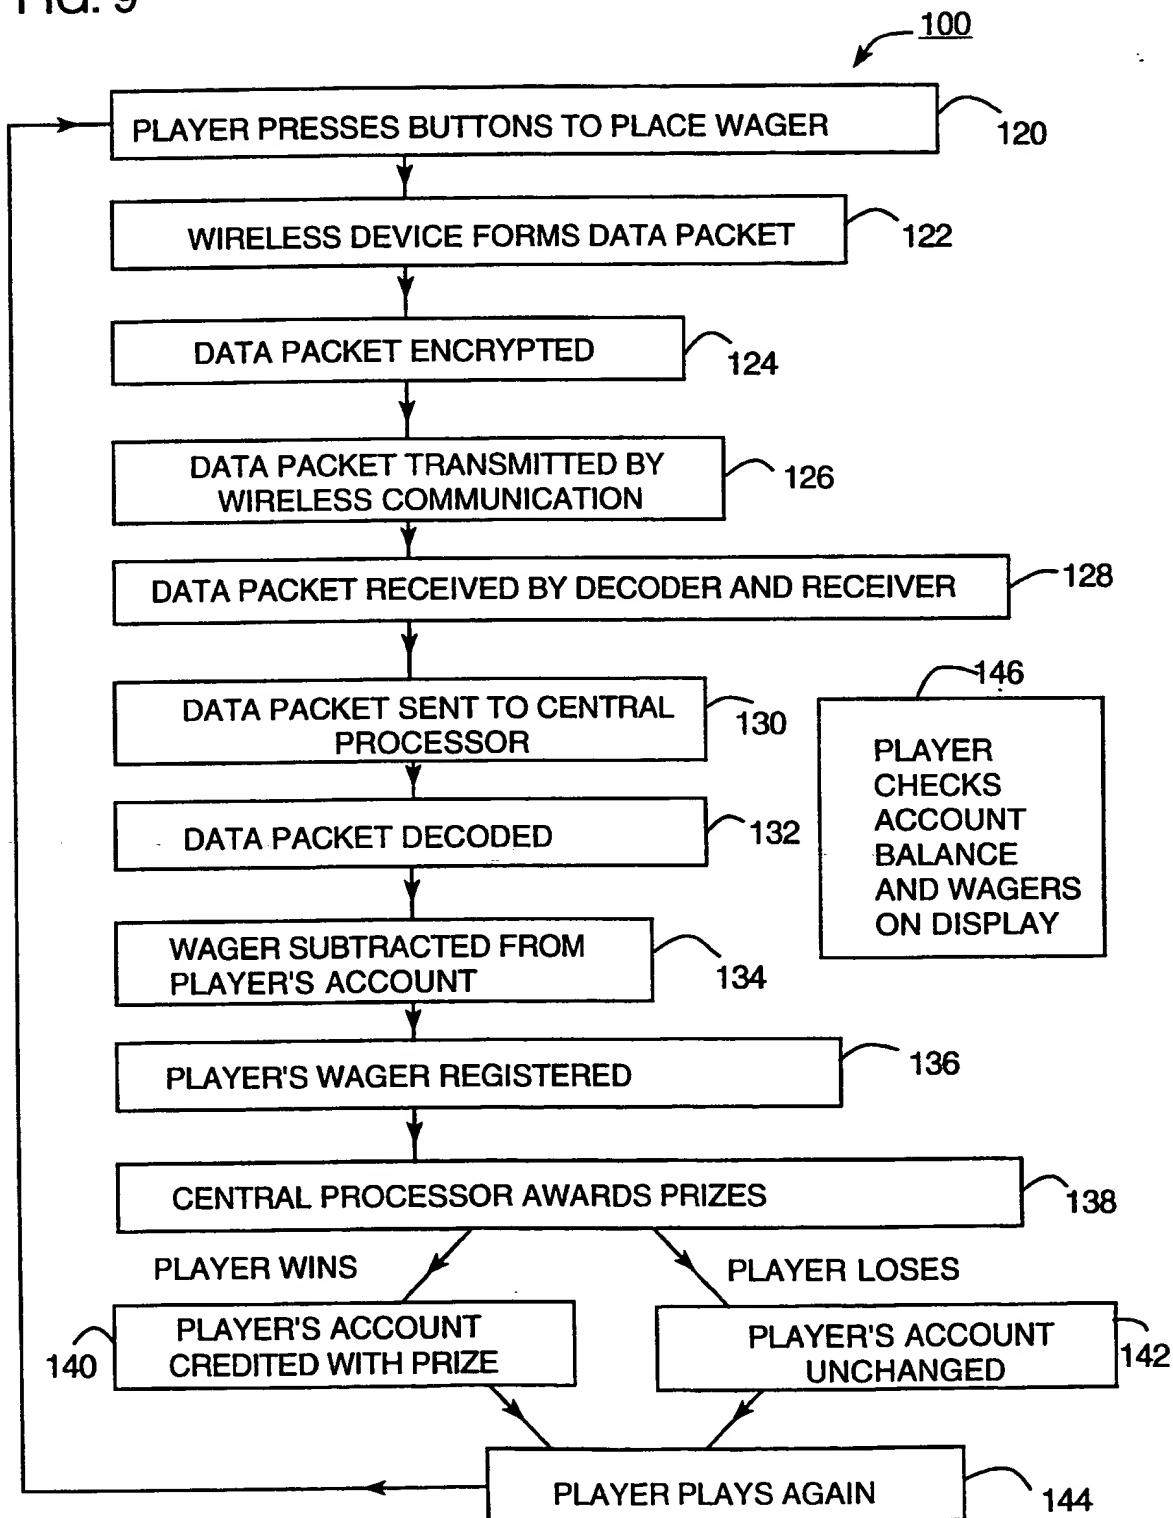 FIG. 9
100
PLAYER PRESSES BUTTONS TO PLACE WAGER
120
WIRELESS DEVICE FORMS DATA PACKET
122
DATA PACKET ENCRYPTED
124
DATA PACKET TRANSMITTED BY
WIRELESS COMMUNICATION
126
DATA PACKET RECEIVED BY DECODER AND RECEIVER
128
DATA PACKET SENT TO CENTRAL
PROCESSOR
130
146
PLAYER
CHECKS
ACCOUNT
BALANCE
AND WAGERS
ON DISPLAY
DATA PACKET DECODED
132
WAGER SUBTRACTED FROM
PLAYER'S ACCOUNT
134
PLAYER'S WAGER REGISTERED
136
CENTRAL PROCESSOR AWARDS PRIZES
138
PLAYER WINS
PLAYER LOSES
PLAYER'S ACCOUNT
CREDITED WITH PRIZE
140
PLAYER'S ACCOUNT
UNCHANGED
142
PLAYER PLAYS AGAIN
144